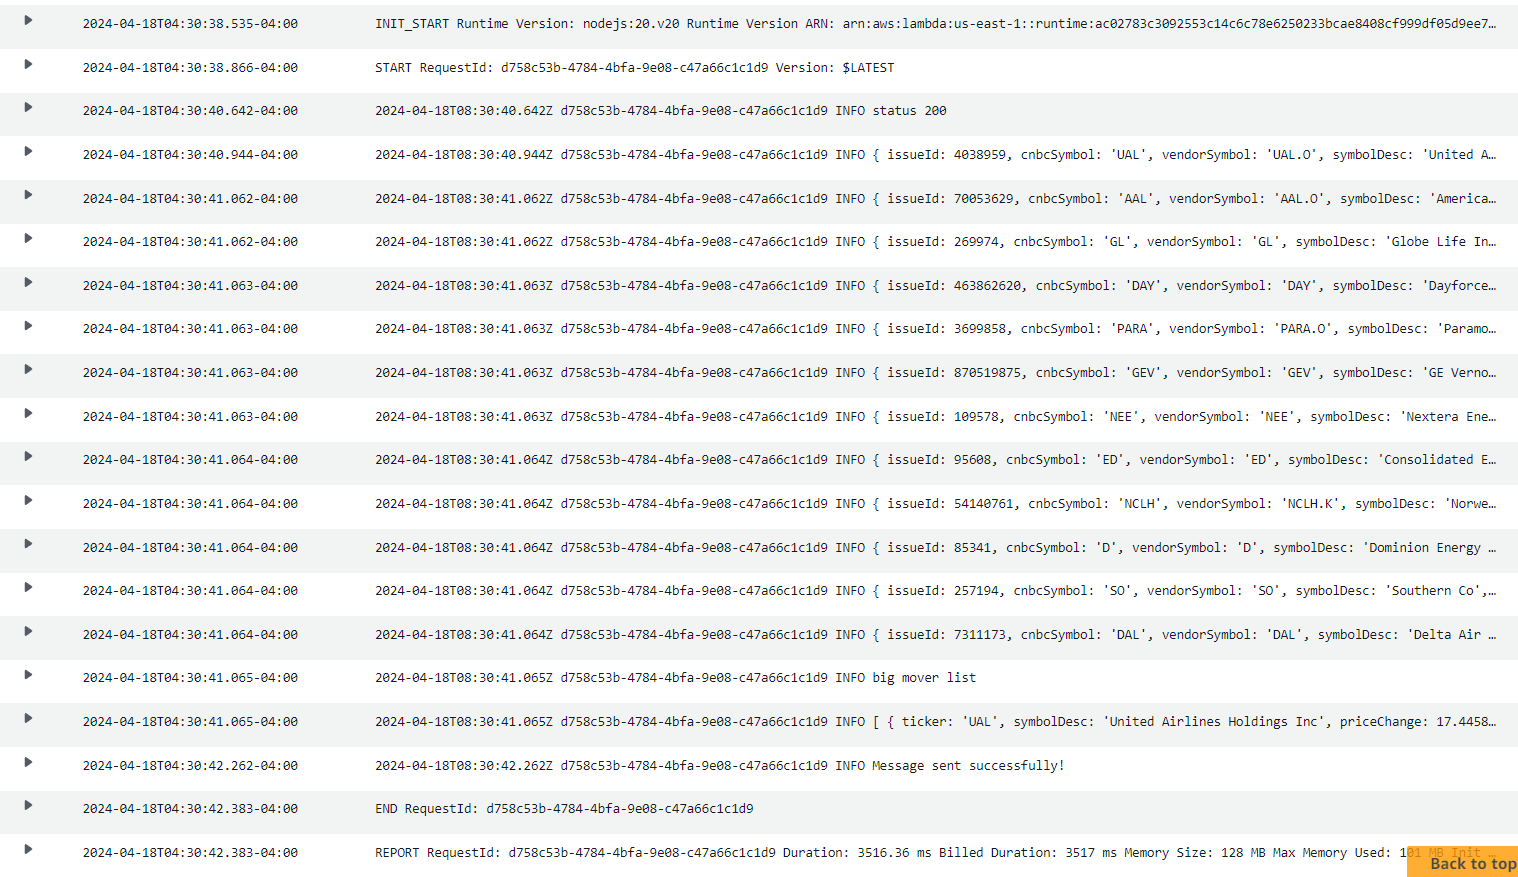 2024-04-18T04:30:38.535-04:00 INIT_START Runtime Version: nodejs:20.v20 Runtime Version ARN: arn:aws:lambda:us-east-1::runtime:ac02783c3092553c14c6c78e6250233bcae8408cf999df05d9ee7…
2024-04-18T04:30:38.866-04:00 START RequestId: d758c53b-4784-4bfa-9e08-c47a66c1c1d9 Version: $LATEST
2024-04-18T04:30:40.642-04:00 2024-04-18T08:30:40.642Z d758c53b-4784-4bfa-9e08-c47a66c1c1d9 INFO status 200
2024-04-18T04:30:40.944-04:00 2024-04-18T08:30:40.944Z d758c53b-4784-4bfa-9e08-c47a66c1c1d9 INFO { issueId: 4038959, cnbcSymbol: 'UAL', vendorSymbol: 'UAL.O', symbolDesc: 'United A…
2024-04-18T04:30:41.062-04:00 2024-04-18T08:30:41.062Z d758c53b-4784-4bfa-9e08-c47a66c1c1d9 INFO { issueId: 70053629, cnbcSymbol: 'AAL', vendorSymbol: 'AAL.O', symbolDesc: 'America…
2024-04-18T04:30:41.062-04:00 2024-04-18T08:30:41.062Z d758c53b-4784-4bfa-9e08-c47a66c1c1d9 INFO { issueId: 269974, cnbcSymbol: 'GL', vendorSymbol: 'GL', symbolDesc: 'Globe Life In…
2024-04-18T04:30:41.063-04:00 2024-04-18T08:30:41.063Z d758c53b-4784-4bfa-9e08-c47a66c1c1d9 INFO { issueId: 463862620, cnbcSymbol: 'DAY', vendorSymbol: 'DAY', symbolDesc: 'Dayforce…
2024-04-18T04:30:41.063-04:00 2024-04-18T08:30:41.063Z d758c53b-4784-4bfa-9e08-c47a66c1c1d9 INFO { issueId: 3699858, cnbcSymbol: 'PARA', vendorSymbol: 'PARA.O', symbolDesc: 'Paramo…
2024-04-18T04:30:41.063-04:00 2024-04-18T08:30:41.063Z d758c53b-4784-4bfa-9e08-c47a66c1c1d9 INFO { issueId: 870519875, cnbcSymbol: 'GEV', vendorSymbol: 'GEV', symbolDesc: 'GE Verno…
2024-04-18T04:30:41.063-04:00 2024-04-18T08:30:41.063Z d758c53b-4784-4bfa-9e08-c47a66c1c1d9 INFO { issueId: 109578, cnbcSymbol: 'NEE', vendorSymbol: 'NEE', symbolDesc: 'Nextera Ene…
2024-04-18T04:30:41.064-04:00 2024-04-18T08:30:41.064Z d758c53b-4784-4bfa-9e08-c47a66c1c1d9 INFO { issueId: 95608, cnbcSymbol: 'ED', vendorSymbol: 'ED', symbolDesc: 'Consolidated E…
2024-04-18T04:30:41.064-04:00 2024-04-18T08:30:41.064Z d758c53b-4784-4bfa-9e08-c47a66c1c1d9 INFO { issueId: 54140761, cnbcSymbol: 'NCLH', vendorSymbol: 'NCLH.K', symbolDesc: 'Norwe…
2024-04-18T04:30:41.064-04:00 2024-04-18T08:30:41.064Z d758c53b-4784-4bfa-9e08-c47a66c1c1d9 INFO { issueId: 85341, cnbcSymbol: 'D', vendorSymbol: 'D', symbolDesc: 'Dominion Energy …
2024-04-18T04:30:41.064-04:00 2024-04-18T08:30:41.064Z d758c53b-4784-4bfa-9e08-c47a66c1c1d9 INFO { issueId: 257194, cnbcSymbol: 'SO', vendorSymbol: 'SO', symbolDesc: 'Southern Co',…
2024-04-18T04:30:41.064-04:00 2024-04-18T08:30:41.064Z d758c53b-4784-4bfa-9e08-c47a66c1c1d9 INFO { issueId: 7311173, cnbcSymbol: 'DAL', vendorSymbol: 'DAL', symbolDesc: 'Delta Air …
2024-04-18T04:30:41.065-04:00 2024-04-18T08:30:41.065Z d758c53b-4784-4bfa-9e08-c47a66c1c1d9 INFO big mover list
2024-04-18T04:30:41.065-04:00 2024-04-18T08:30:41.065Z d758c53b-4784-4bfa-9e08-c47a66c1c1d9 INFO [ { ticker: 'UAL', symbolDesc: 'United Airlines Holdings Inc', priceChange: 17.4458…
2024-04-18T04:30:42.262-04:00 2024-04-18T08:30:42.262Z d758c53b-4784-4bfa-9e08-c47a66c1c1d9 INFO Message sent successfully!
2024-04-18T04:30:42.383-04:00 END RequestId: d758c53b-4784-4bfa-9e08-c47a66c1c1d9
2024-04-18T04:30:42.383-04:00 REPORT RequestId: d758c53b-4784-4bfa-9e08-c47a66c1c1d9 Duration: 3516.36 ms Billed Duration: 3517 ms Memory Size: 128 MB Max Memory Used: 101 MB Init …
Back to top